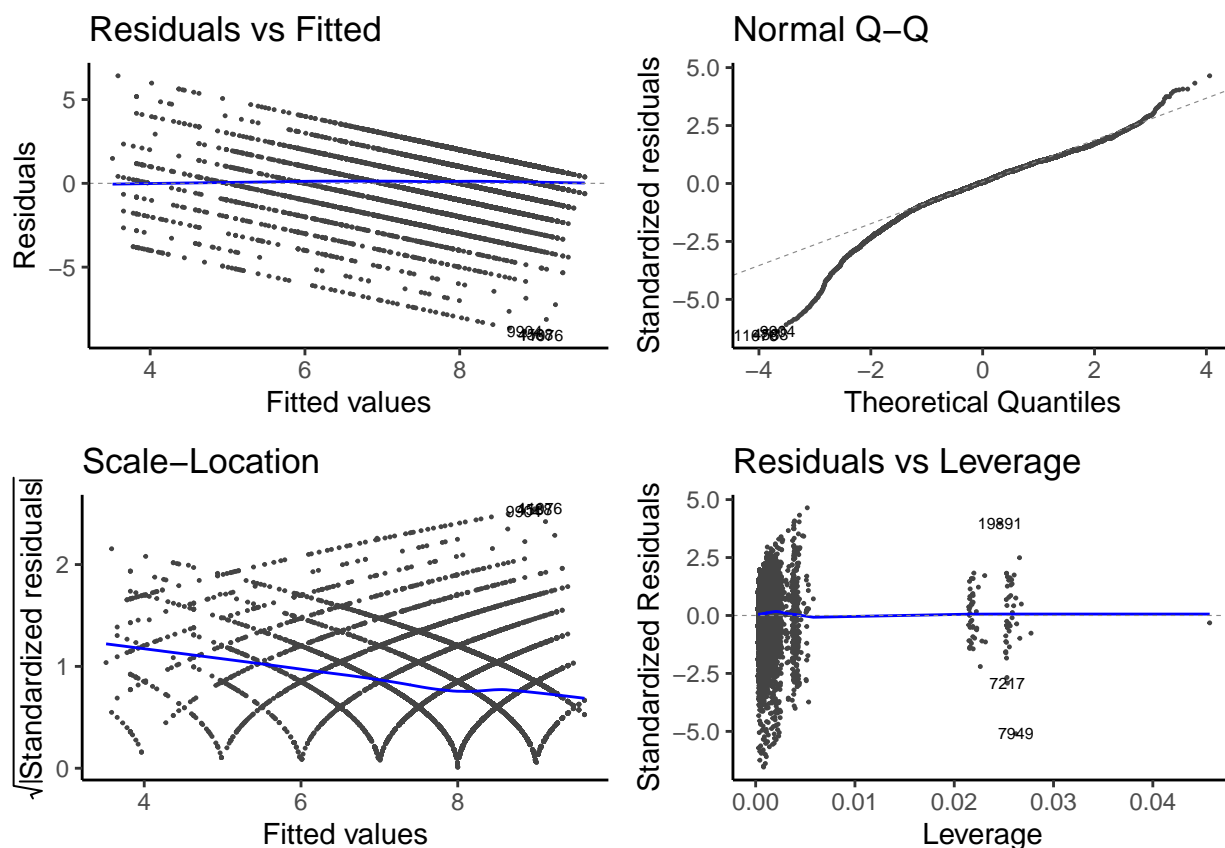 Residuals vs Fitted
Residuals
5
0
−5
9904
4 6 8
Fitted values
Normal Q−Q
Standardized residuals
5.0
2.5
0.0
−2.5
−5.0
−4 −2 0 2 4
Theoretical Quantiles
Scale−Location
√|Standardized residuals|
2
1
0
4 6 8
Fitted values
Residuals vs Leverage
Standardized Residuals
5.0
2.5
0.0
−2.5
−5.0
19891
7217
7949
0.00 0.01 0.02 0.03 0.04
Leverage